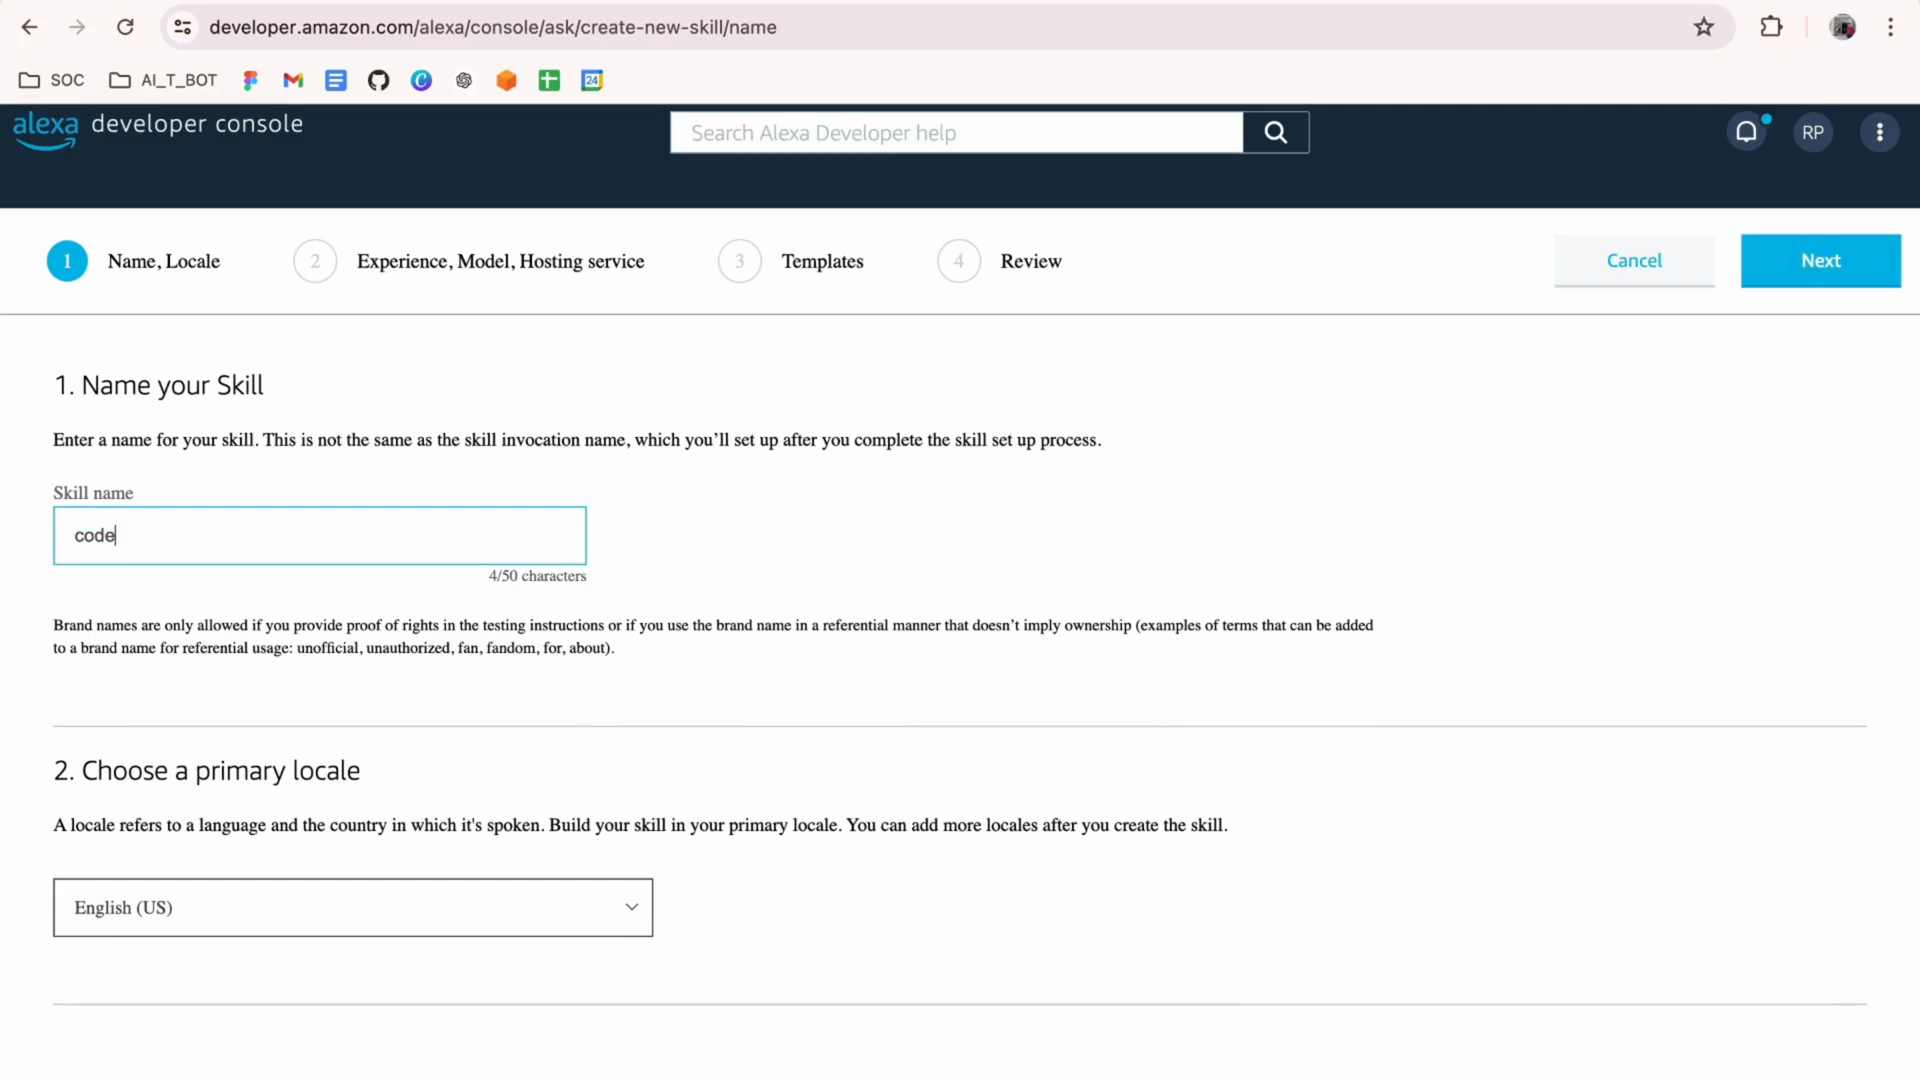 developer.amazon.com/alexa/console/ask/create-new-skill/name
SOC
AI_T_BOT
24
alexa developer console
Search Alexa Developer help
RP
1 Name, Locale
2 Experience, Model, Hosting service
3 Templates
4 Review
Cancel
Next
1. Name your Skill
Enter a name for your skill. This is not the same as the skill invocation name, which you’ll set up after you complete the skill set up process.
Skill name
code
4/50 characters
Brand names are only allowed if you provide proof of rights in the testing instructions or if you use the brand name in a referential manner that doesn’t imply ownership (examples of terms that can be added
to a brand name for referential usage: unofficial, unauthorized, fan, fandom, for, about).
2. Choose a primary locale
A locale refers to a language and the country in which it's spoken. Build your skill in your primary locale. You can add more locales after you create the skill.
English (US)